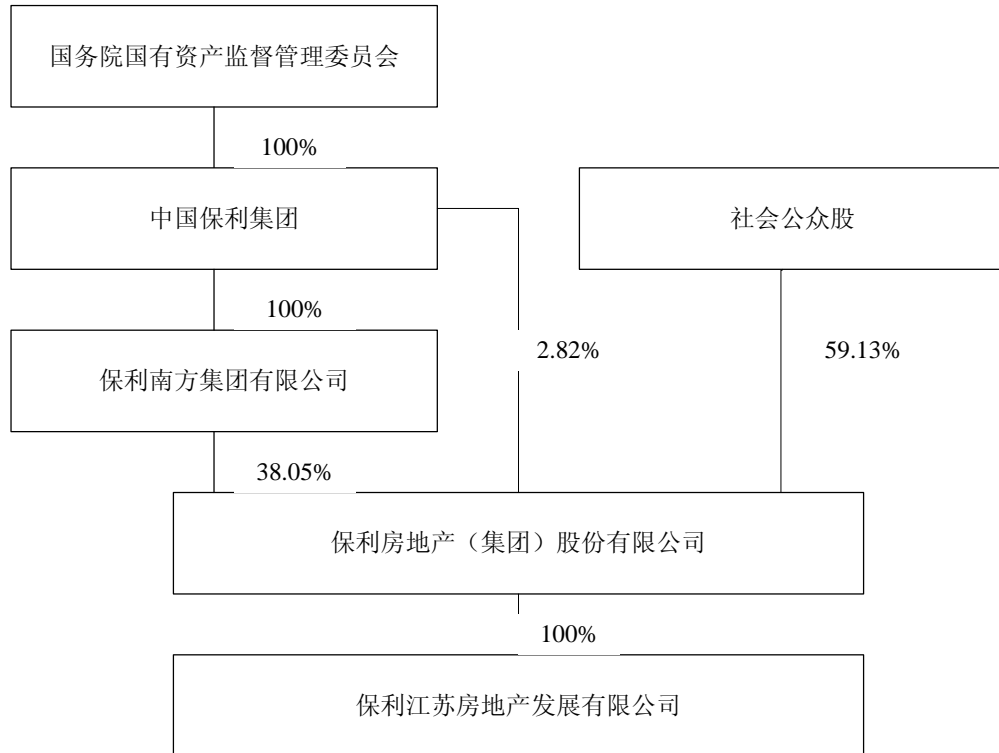 国务院国有资产监督管理委员会
100%
中国保利集团
社会公众股
100%
2.82%
59.13%
保利南方集团有限公司
38.05%
保利房地产（集团）股份有限公司
100%
保利江苏房地产发展有限公司